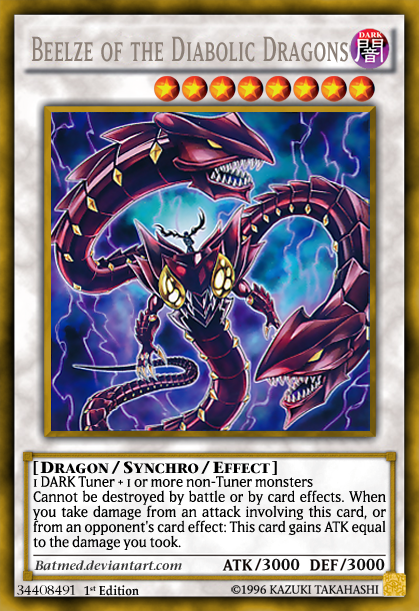 BEELZE OF THE DIABOLIC DRAGONS
DARK
闇
[ DRAGON / SYNCHRO / EFFECT ]
1 DARK Tuner + 1 or more non-Tuner monsters
Cannot be destroyed by battle or by card effects. When
you take damage from an attack involving this card, or
from an opponent's card effect: This card gains ATK equal
to the damage you took.
Batmed.deviantart.com ATK/3000 DEF/3000
34408491 1st Edition ©1996 KAZUKI TAKAHASHI